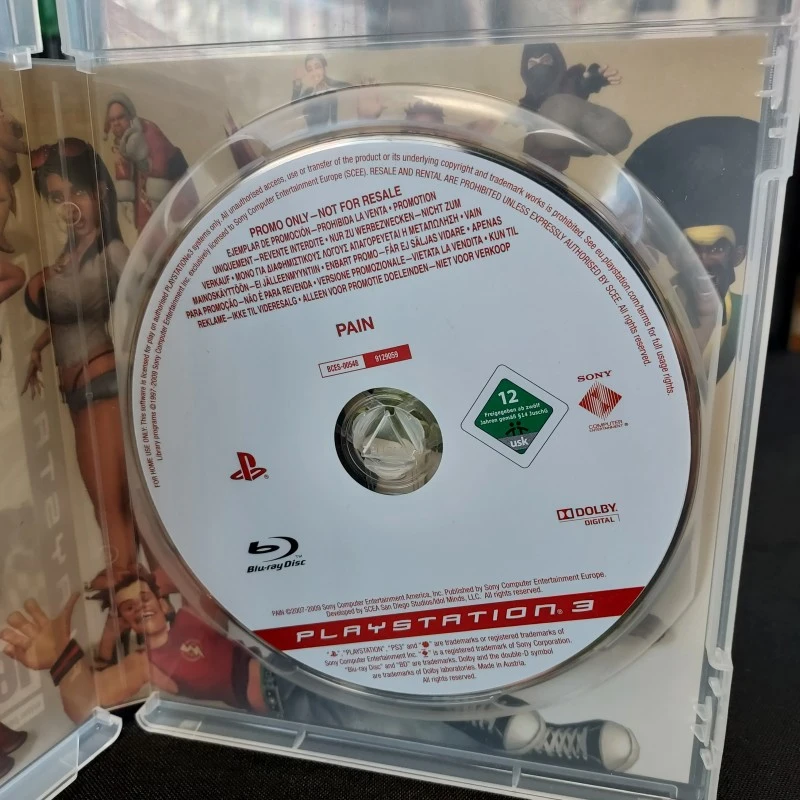 FOR HOME USE ONLY. This software is licensed for play on authorised PLAYSTATION®3 systems only. All unauthorised access, use or transfer of the product or its underlying copyright and trademark works is prohibited. See eu.playstation.com/terms for full usage rights.
Library programs ©1997-2009 Sony Computer Entertainment Inc. exclusively licensed to Sony Computer Entertainment Europe (SCEE). RESALE AND RENTAL ARE PROHIBITED UNLESS EXPRESSLY AUTHORISED BY SCEE. All rights reserved.
PROMO ONLY–NOT FOR RESALE
EJEMPLAR DE PROMOCIÓN–PROHIBIDA LA VENTA • PROMOTION
UNIQUEMENT–REVENTE INTERDITE • NUR ZU WERBEZWECKEN–NICHT ZUM
VERKAUF • ΜΟΝΟ ΓΙΑ ΔΙΑΦΗΜΙΣΤΙΚΟΥΣ ΛΟΓΟΥΣ ΑΠΑΓΟΡΕΥΕΤΑΙ Η ΜΕΤΑΠΩΛΗΣΗ • VAIN
MAINOSKÄYTTÖÖN–EI JÄLLEENMYYNTIIN • ENBART PROMO–FÅR EJ SÄLJAS VIDARE • APENAS
PARA PROMOÇÃO–NÃO É PARA REVENDA • VERSIONE PROMOZIONALE–VIETATA LA VENDITA • KUN TIL
REKLAME–IKKE TIL VIDERESALG • ALLEEN VOOR PROMOTIE DOELEINDEN–NIET VOOR VERKOOP
PAIN
BCES-00546 9129059
12
Freigegeben ab zwölf
Jahren gemäß §14 JuSchG
usk
SONY
COMPUTER
ENTERTAINMENT®
DOLBY
DIGITAL
Blu-ray Disc™
PAIN ©2007-2009 Sony Computer Entertainment America, Inc. Published by Sony Computer Entertainment Europe.
Developed by SCEA San Diego Studios/Idol Minds, LLC. All rights reserved.
PLAYSTATION®3
" ", "PLAYSTATION", "PS3" and " " are trademarks or registered trademarks of
Sony Computer Entertainment Inc. " " is a registered trademark of Sony Corporation.
"Blu-ray Disc" and "BD" are trademarks. Dolby and the double-D symbol
are trademarks of Dolby laboratories. Made in Austria.
All rights reserved.